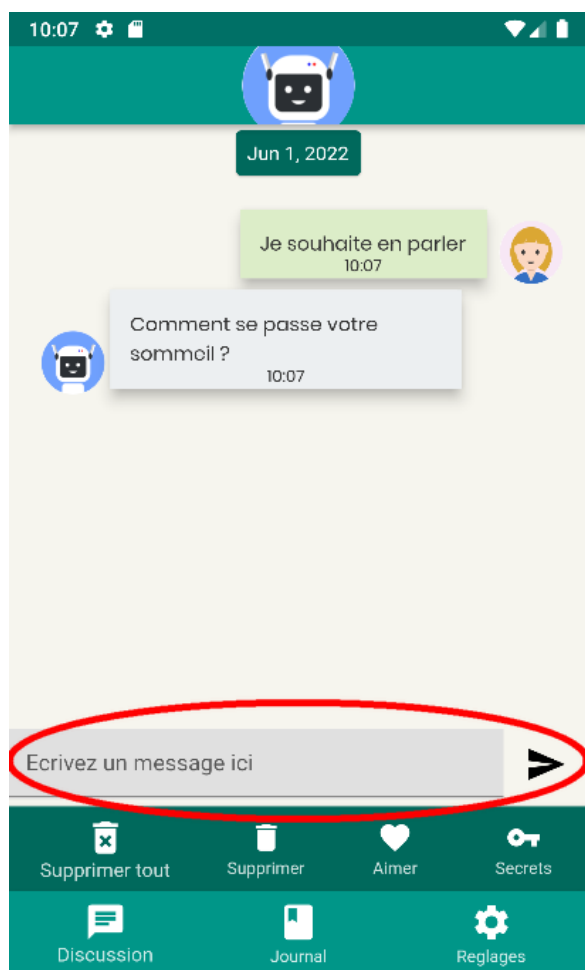 10:07
Jun 1, 2022
Je souhaite en parler
10:07
Comment se passe votre
sommeil ?
10:07
Ecrivez un message ici
Supprimer tout
Supprimer
Aimer
Secrets
Discussion
Journal
Reglages